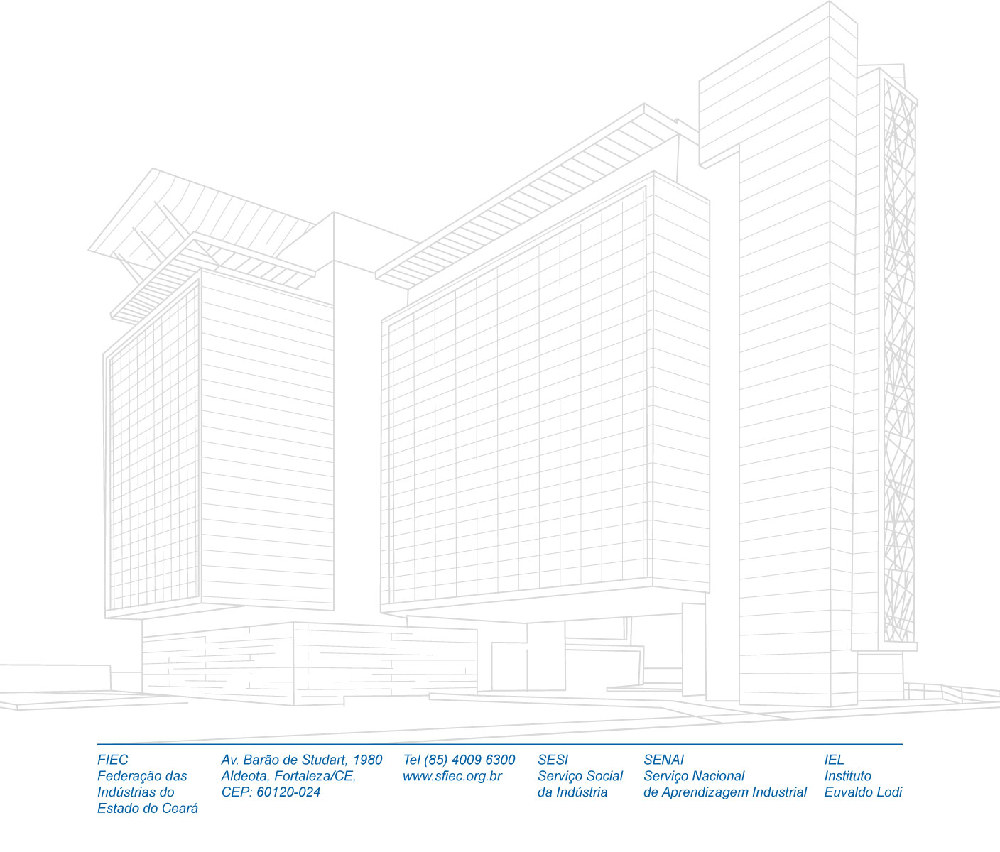 FIEC
Federação das
Indústrias do
Estado do Ceará
Av. Barão de Studart, 1980
Aldeota, Fortaleza/CE,
CEP: 60120-024
Tel (85) 4009 6300
www.sfiec.org.br
SESI
Serviço Social
da Indústria
SENAI
Serviço Nacional
de Aprendizagem Industrial
IEL
Instituto
Euvaldo Lodi